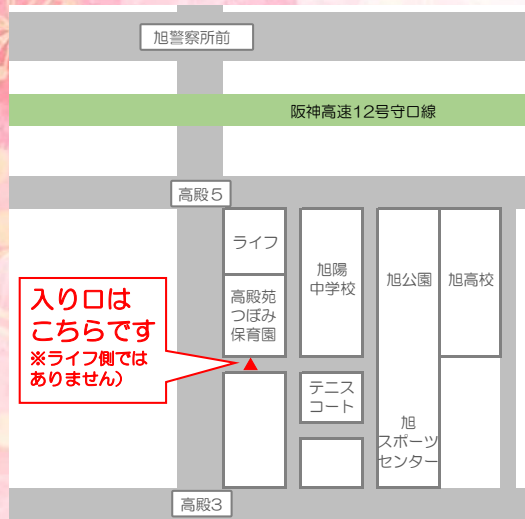 旭警察所前
阪神高速12号守口線
高殿5
ライフ
高殿苑
つぼみ
保育園
旭陽
中学校
旭公園
旭高校
入り口は
こちらです
※ライフ側では
ありません)
テニス
コート
旭
スポーツ
センター
高殿3